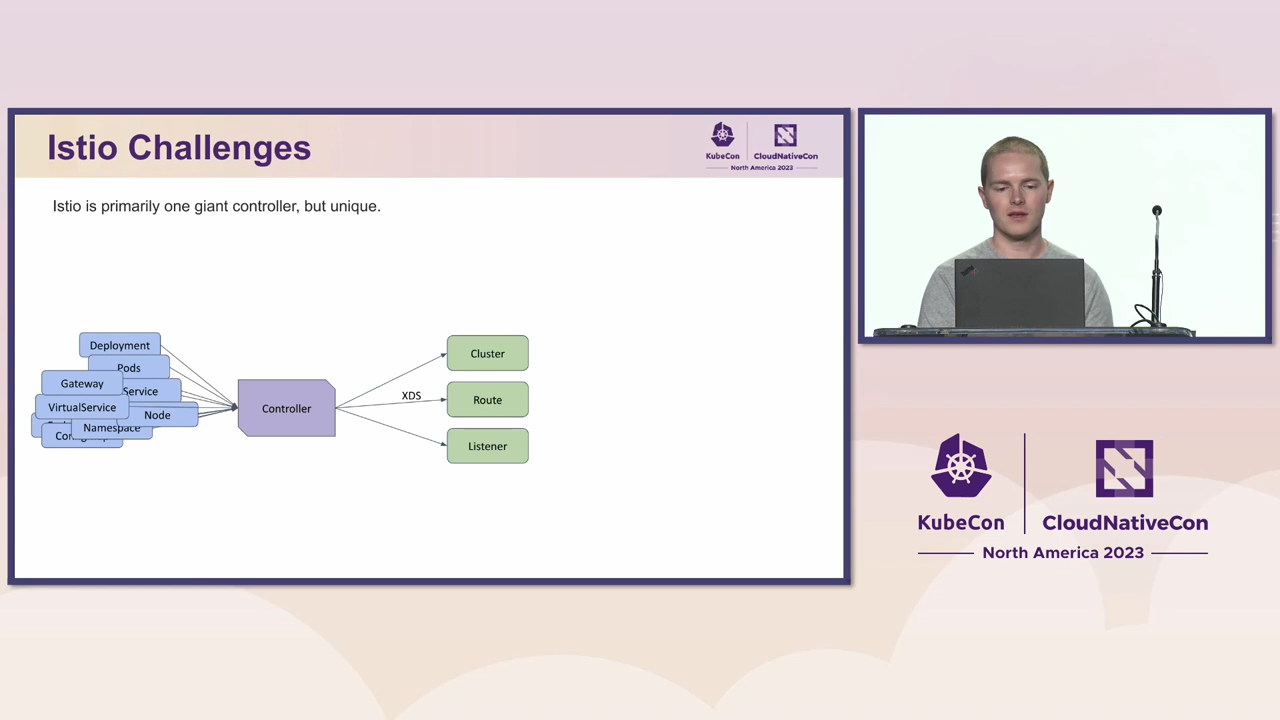 Istio Challenges
KubeCon
CloudNativeCon
North America 2023
Istio is primarily one giant controller, but unique.
Deployment
Pods
Gateway
Service
VirtualService
Node
Namespace
Controller
XDS
Cluster
Route
Listener
KubeCon
CloudNativeCon
North America 2023